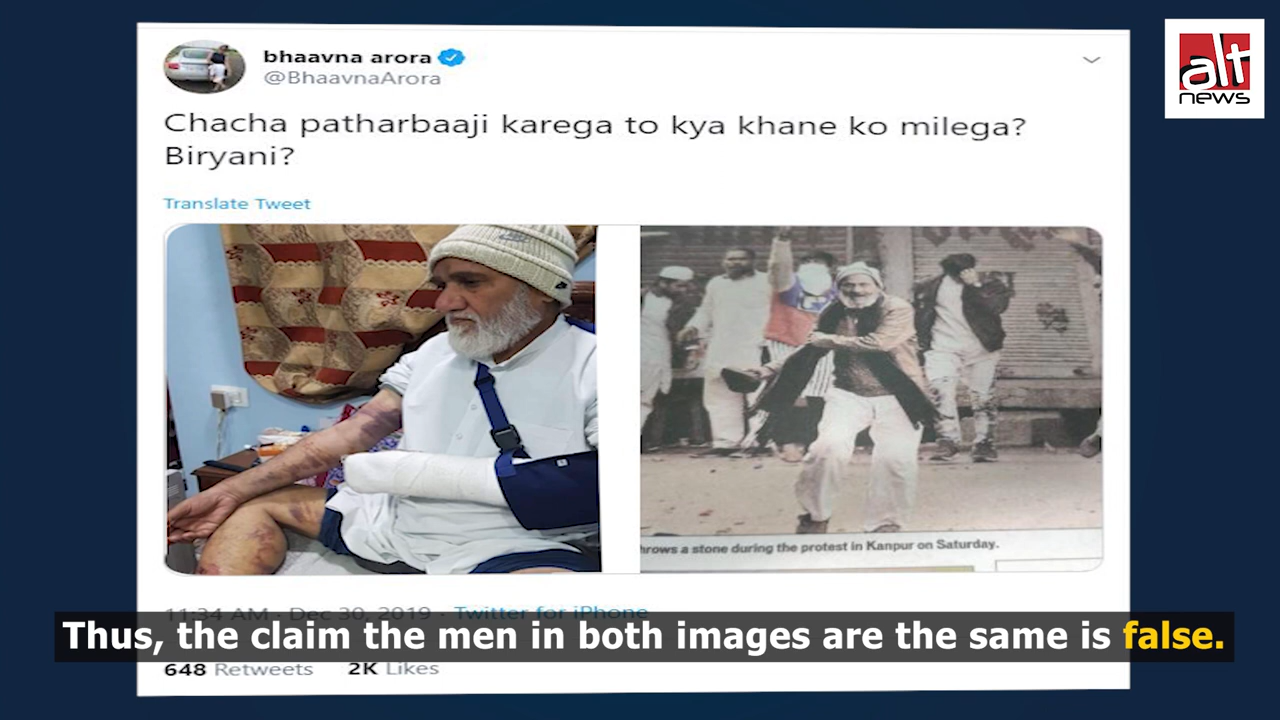 bhaavna arora
@BhaavnaArora
alt
news
Chacha patharbaaji karega to kya khane ko milega?
Biryani?
Translate Tweet
throws a stone during the protest in Kanpur on Saturday.
11:34 AM · Dec 30, 2019 · Twitter for iPhone
Thus, the claim the men in both images are the same is false.
648 Retweets 2K Likes